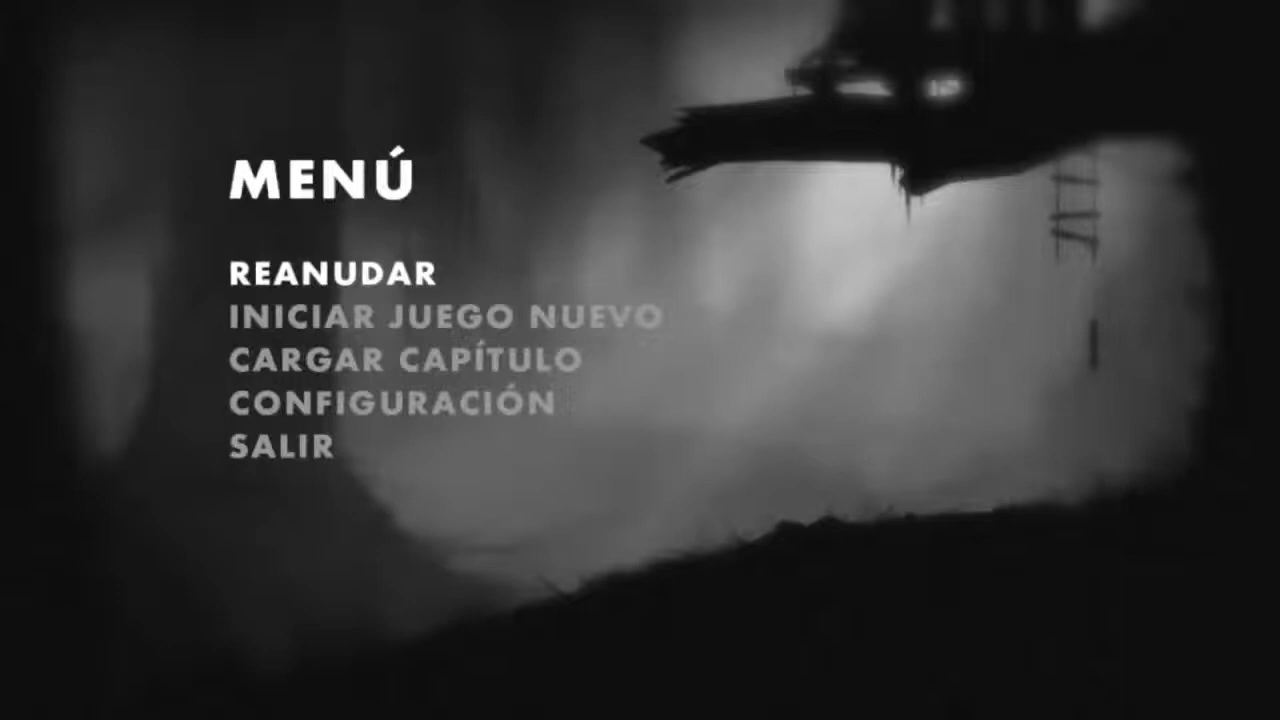 MENÚ
REANUDAR
INICIAR JUEGO NUEVO
CARGAR CAPÍTULO
CONFIGURACIÓN
SALIR